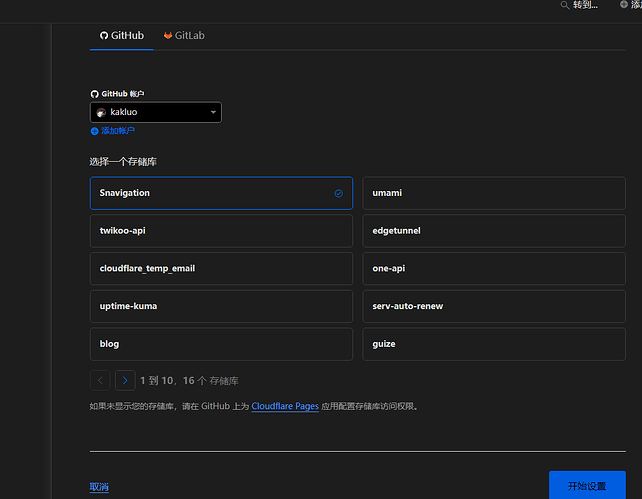 转到... 添加
GitHub GitLab
GitHub 帐户
kakluo
添加帐户
选择一个存储库
Snavigation umami
twikoo-api edgetunnel
cloudflare_temp_email one-api
uptime-kuma serv-auto-renew
blog guize
1 到 10，16 个 存储库
如果未显示您的存储库，请在 GitHub 上为 Cloudflare Pages 应用配置存储库访问权限。
取消 开始设置